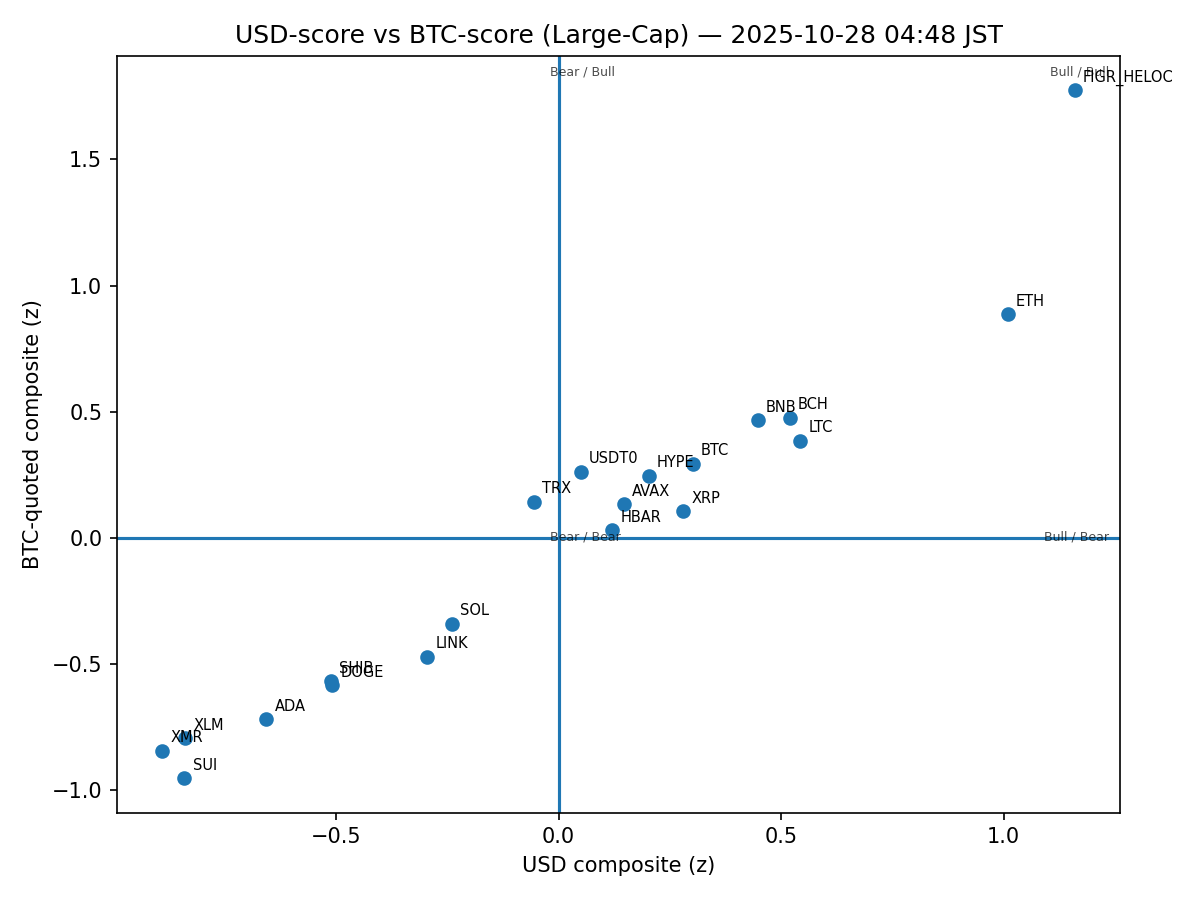 USD-score vs BTC-score (Large-Cap) — 2025-10-28 04:48 JST
Bear / Bull
Bull / Bull
FIGR_HELOC
1.5
1.0
ETH
0.5
BNB
BCH
LTC
BTC
USDT0
HYPE
TRX
AVAX
XRP
HBAR
0.0
Bear / Bear
Bull / Bear
SOL
LINK
−0.5
SHIB
DOGE
ADA
XLM
XMR
SUI
−1.0
−0.5
0.0
0.5
1.0
USD composite (z)
BTC-quoted composite (z)